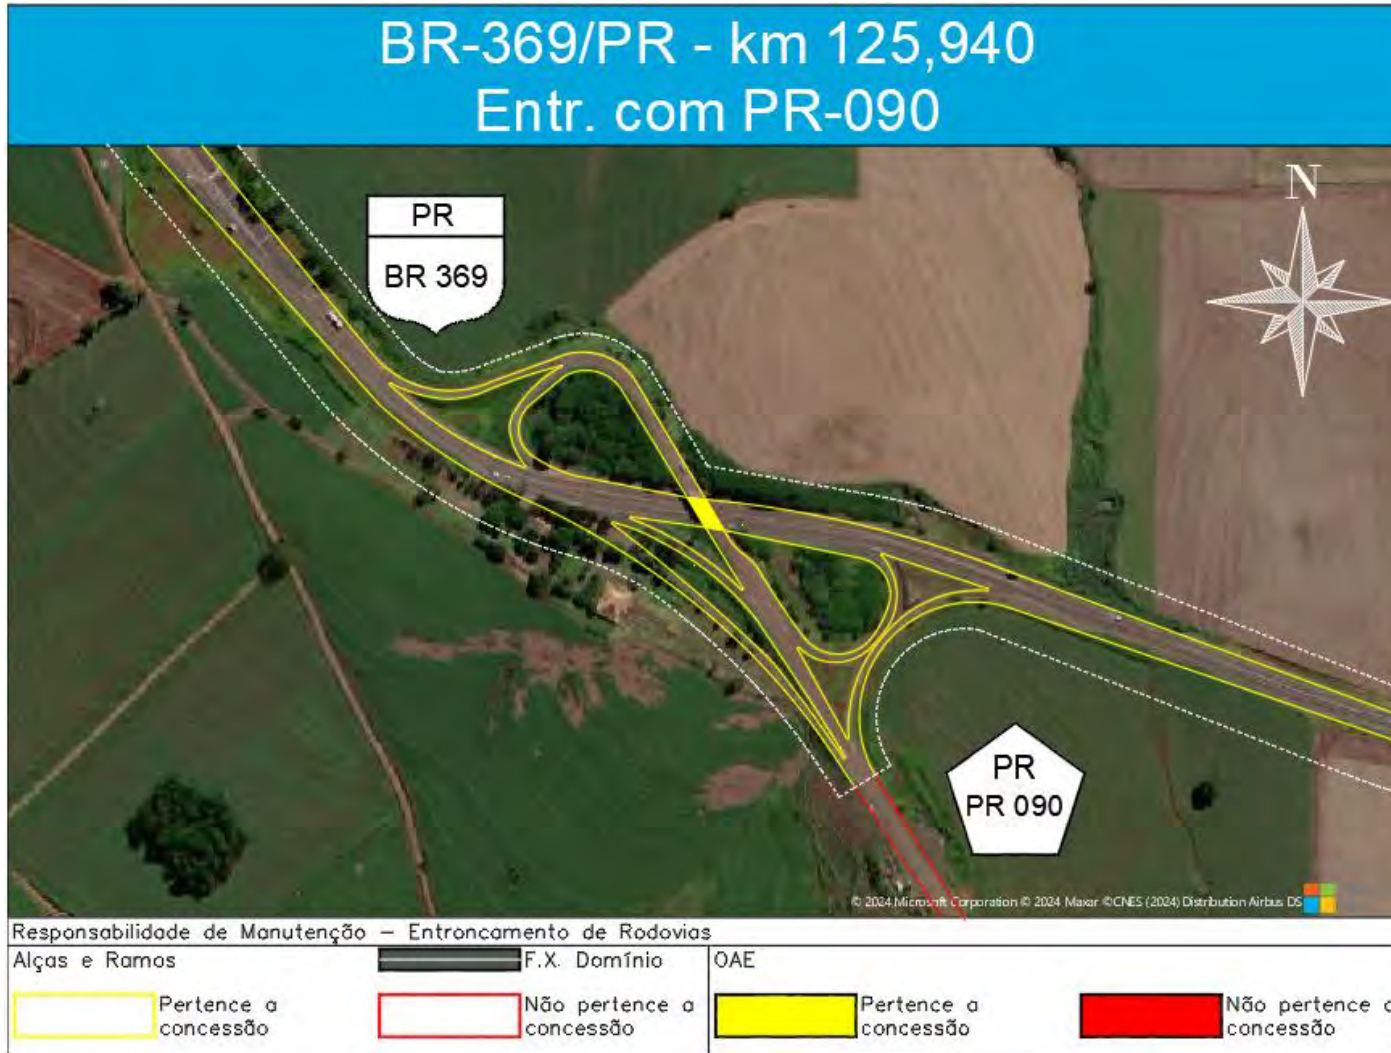 BR-369/PR - km 125,940
Entr. com PR-090
N
PR
BR 369
PR
PR 090
© 2024 Microsoft Corporation © 2024 Maxar ©CNES (2024) Distribution Airbus DS
Responsabilidade de Manutenção – Entroncamento de Rodovias
Alças e Ramos
F.X. Domínio
OAE
Pertence a
concessão
Não pertence a
concessão
Pertence a
concessão
Não pertence a
concessão